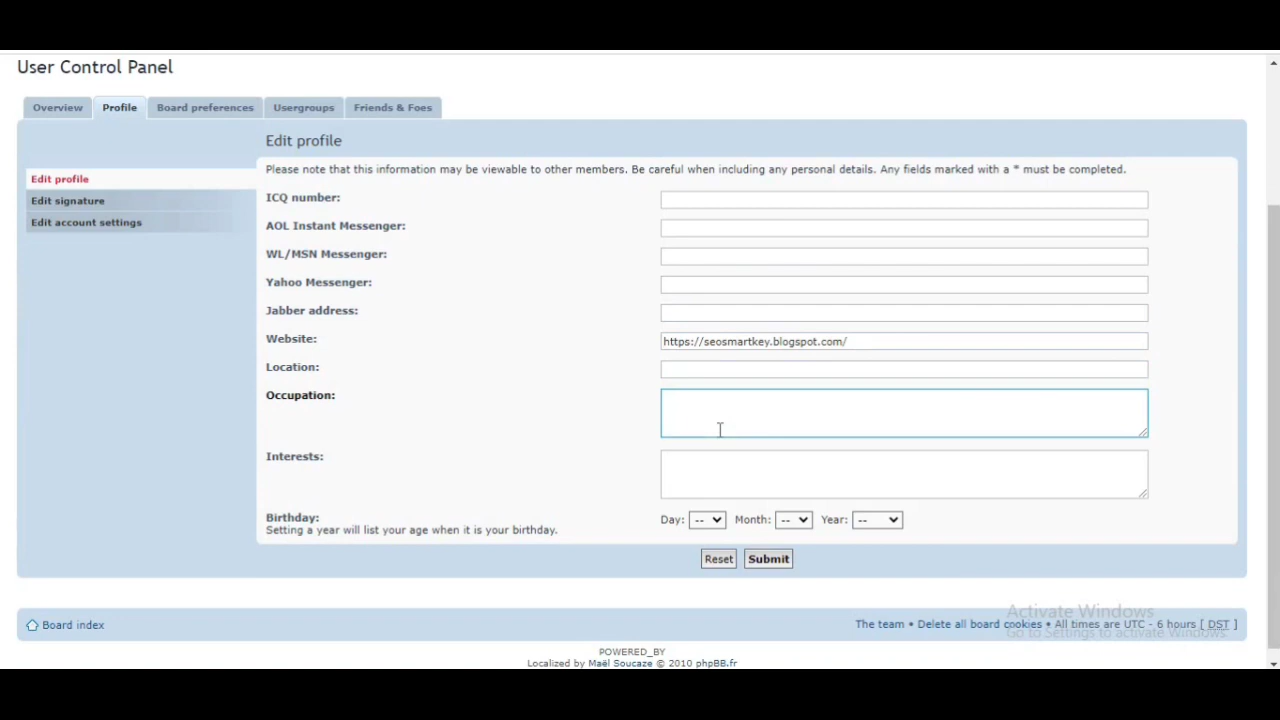 User Control Panel
Overview Profile Board preferences Usergroups Friends & Foes
Edit profile
Please note that this information may be viewable to other members. Be careful when including any personal details. Any fields marked with a * must be completed.
Edit profile
Edit signature
Edit account settings
ICQ number:
AOL Instant Messenger:
WL/MSN Messenger:
Yahoo Messenger:
Jabber address:
Website: https://seosmartkey.blogspot.com/
Location:
Occupation:
Interests:
Birthday: Day: -- Month: -- Year: --
Setting a year will list your age when it is your birthday.
Reset Submit
Activate Windows
Go to Settings to activate Windows.
Board index The team • Delete all board cookies • All times are UTC - 6 hours [ DST ]
POWERED_BY
Localized by Maël Soucaze © 2010 phpBB.fr